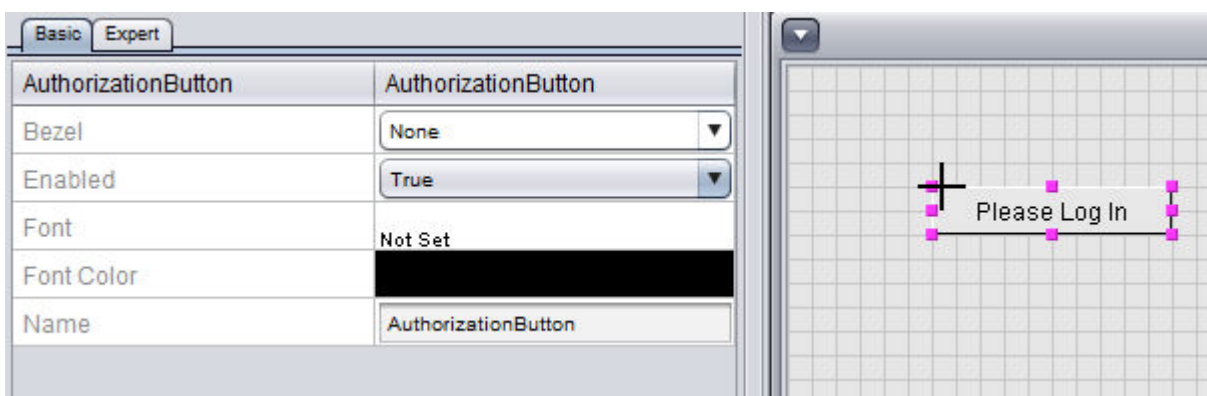 Basic Expert
AuthorizationButton AuthorizationButton
Bezel None
Enabled True
Font Not Set
Font Color
Name AuthorizationButton
Please Log In